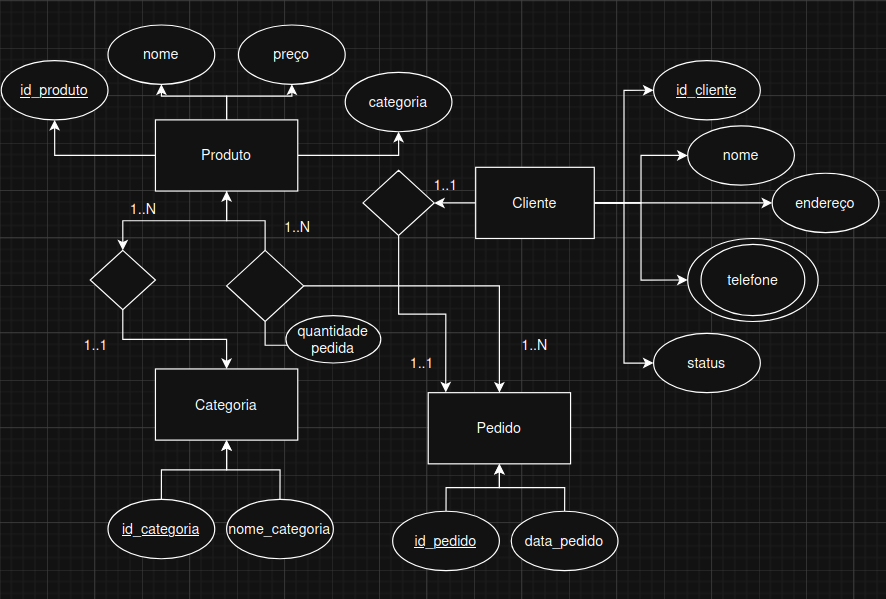 nome
preço
id_produto
categoria
id_cliente
Produto
nome
1..1
Cliente
endereço
1..N
1..N
telefone
quantidade
pedida
1..1
1..N
1..1
status
Categoria
Pedido
id_categoria
nome_categoria
id_pedido
data_pedido